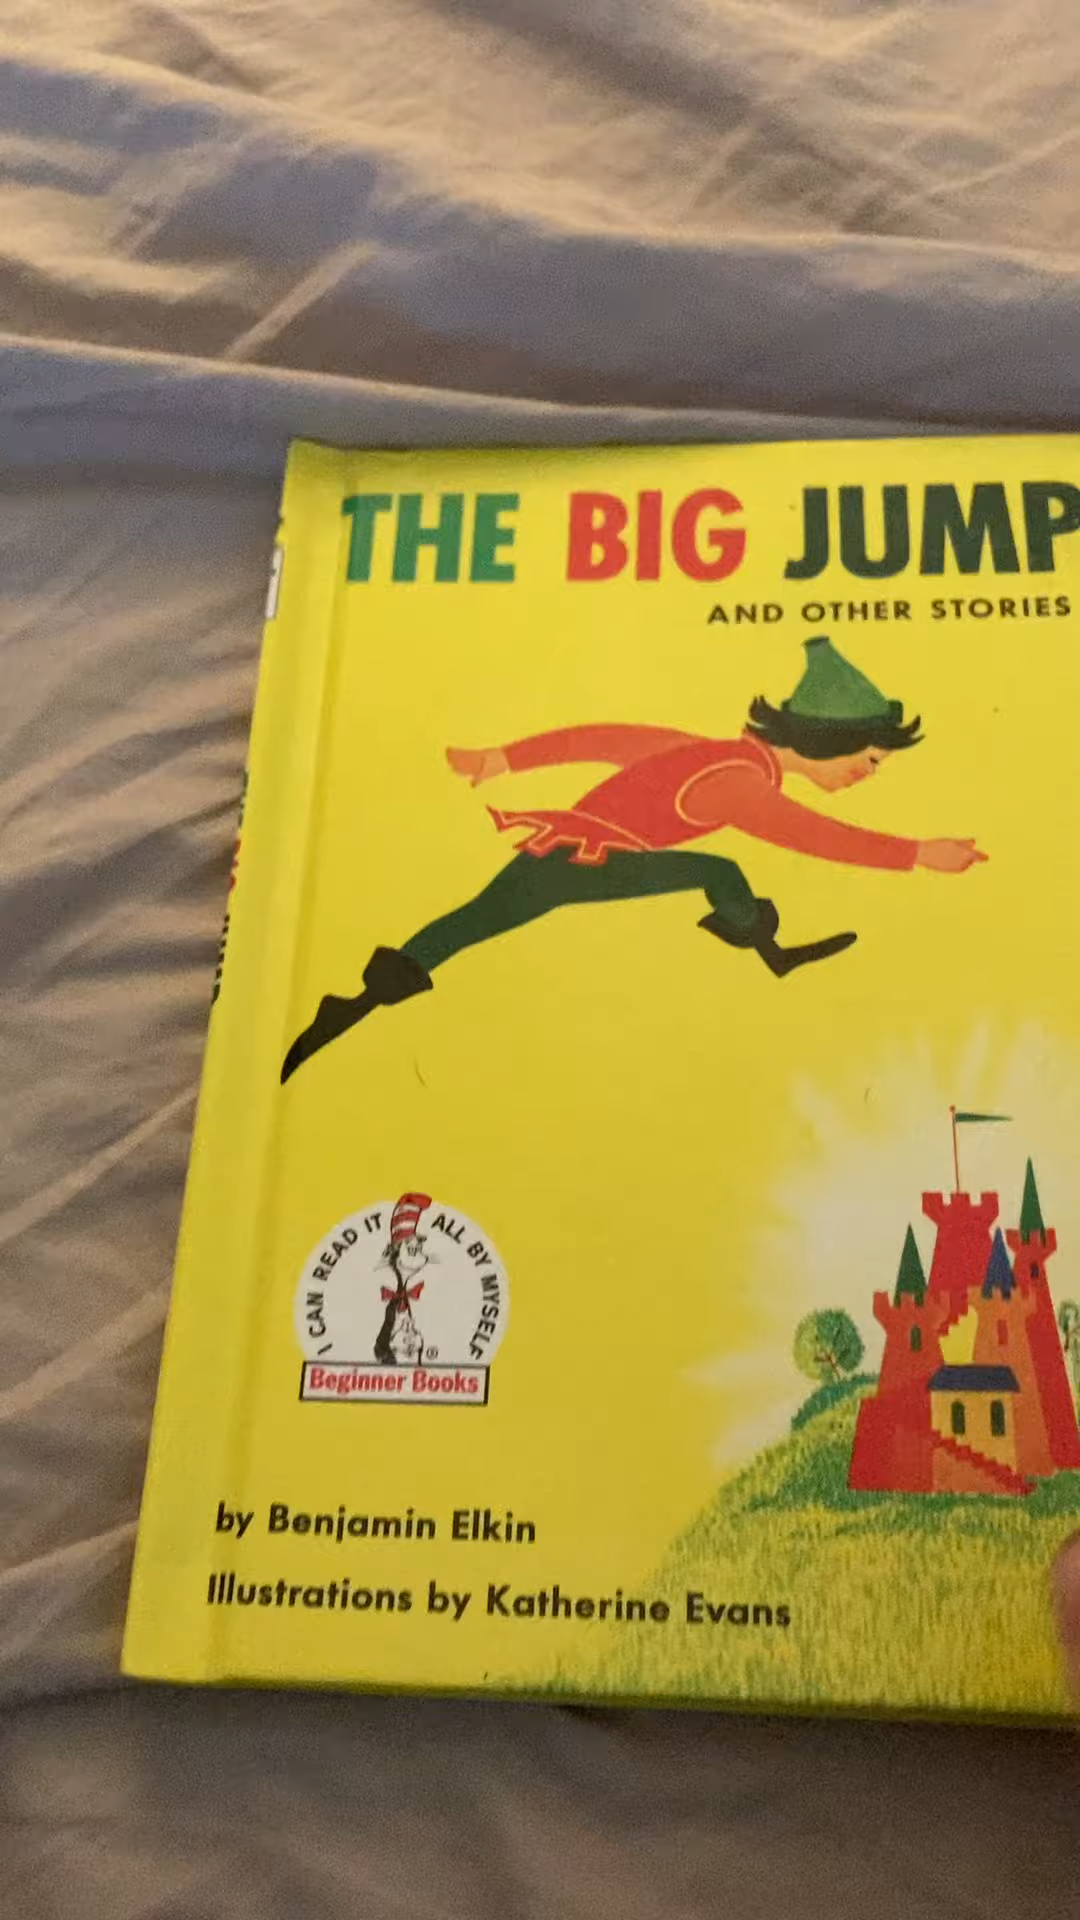 THE BIG JUMP
AND OTHER STORIES
I CAN READ IT ALL BY MYSELF
Beginner Books
by Benjamin Elkin
Illustrations by Katherine Evans